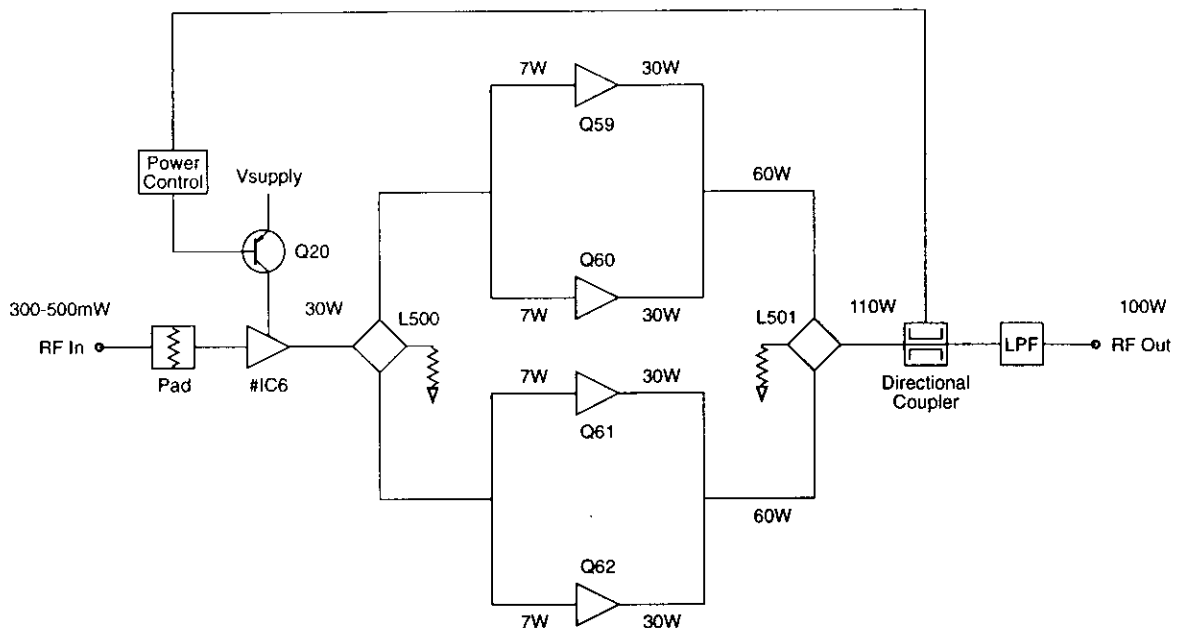 7W
30W
Q59
Power
Control
Vsupply
60W
Q20
Q60
300-500mW
30W
L500
7W
30W
L501
110W
100W
RF In
LPF
RF Out
Pad
#IC6
7W
30W
Directional
Coupler
Q61
60W
Q62
7W
30W